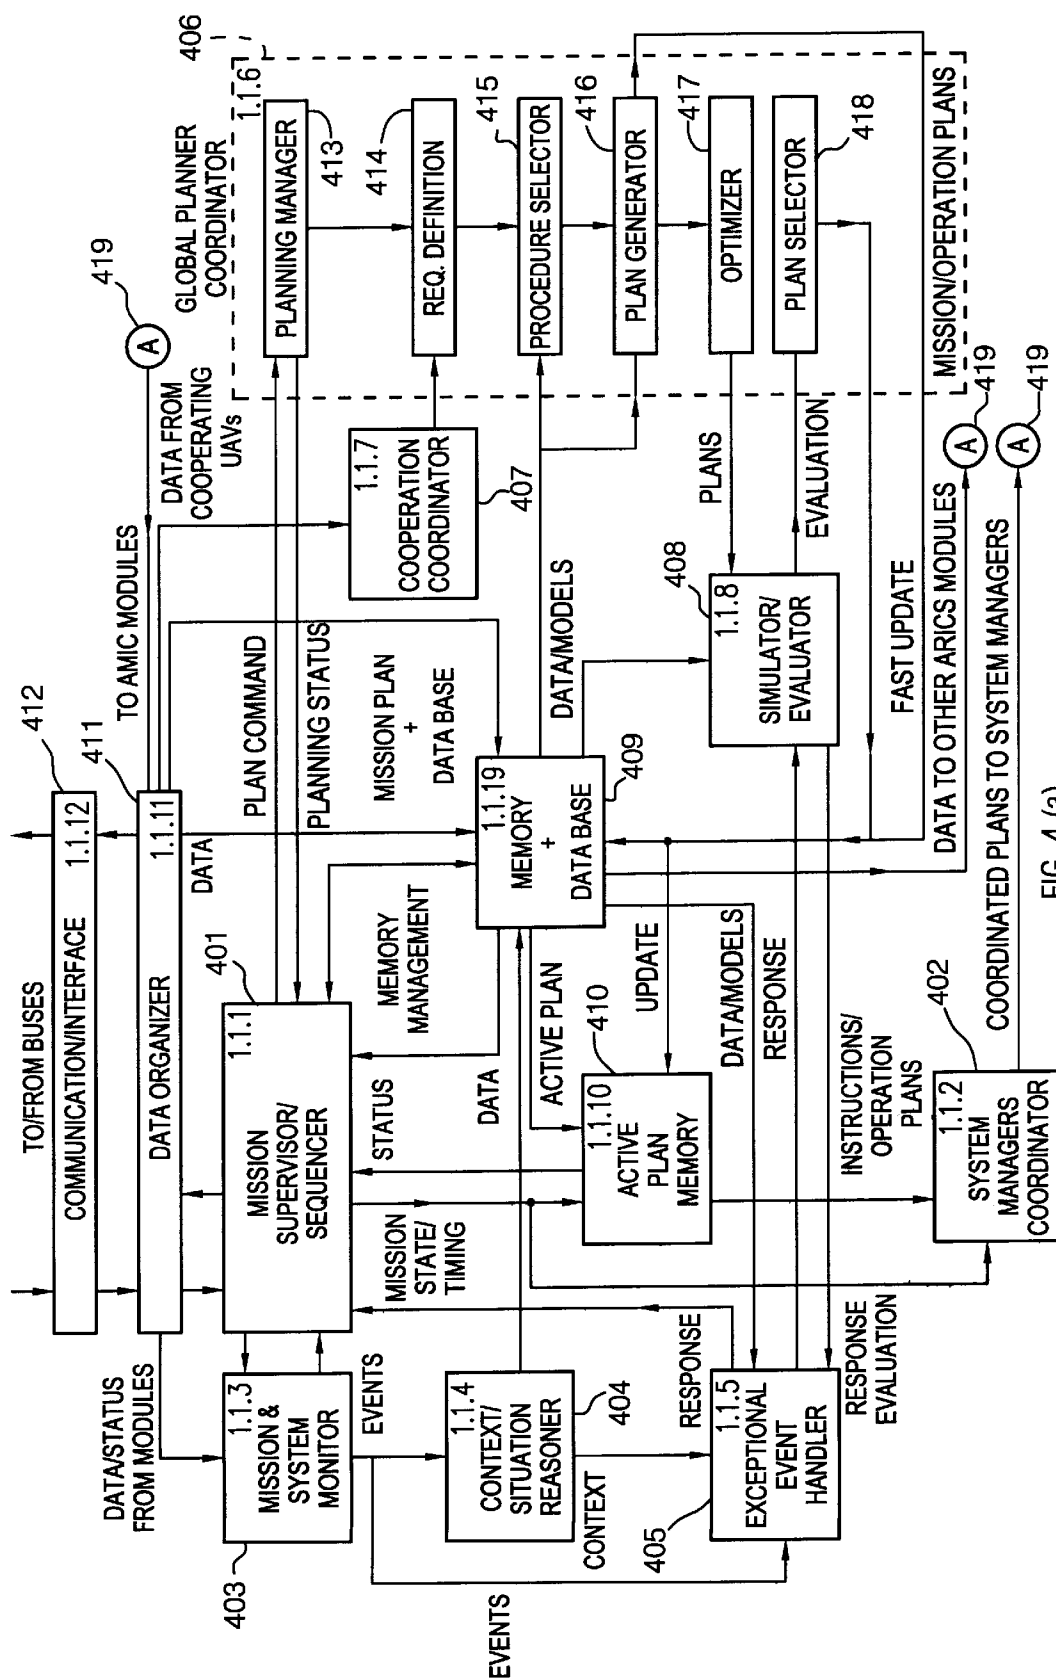 TO/FROM BUSES
412
COMMUNICATION/INTERFACE
1.1.12
411
DATA ORGANIZER
1.1.11
DATA
TO AMIC MODULES
DATA FROM
COOPERATING
UAVs
419
A
GLOBAL PLANNER
COORDINATOR
406
1.1.6
PLANNING MANAGER
413
REQ. DEFINITION
414
PROCEDURE SELECTOR
415
PLAN GENERATOR
416
OPTIMIZER
417
PLAN SELECTOR
418
MISSION/OPERATION PLANS
DATA/STATUS
FROM MODULES
1.1.3
MISSION &
SYSTEM
MONITOR
403
401
1.1.1
MISSION
SUPERVISOR/
SEQUENCER
PLAN COMMAND
PLANNING STATUS
MISSION PLAN
+
DATA BASE
1.1.7
COOPERATION
COORDINATOR
407
MEMORY
MANAGEMENT
STATUS
MISSION
STATE/
TIMING
EVENTS
EVENTS
1.1.4
CONTEXT/
SITUATION
REASONER
404
CONTEXT
DATA
ACTIVE PLAN
1.1.19
MEMORY
+
DATA BASE
409
DATA/MODELS
PLANS
EVALUATION
408
1.1.8
SIMULATOR/
EVALUATOR
410
1.1.10
ACTIVE
PLAN
MEMORY
UPDATE
DATA/MODELS
RESPONSE
RESPONSE
405
1.1.5
EXCEPTIONAL
EVENT
HANDLER
RESPONSE
EVALUATION
INSTRUCTIONS/
OPERATION
PLANS
402
1.1.2
SYSTEM
MANAGERS
COORDINATOR
FAST UPDATE
DATA TO OTHER ARICS MODULES
A
419
COORDINATED PLANS TO SYSTEM MANAGERS
A
419
FIG. 4 (a)